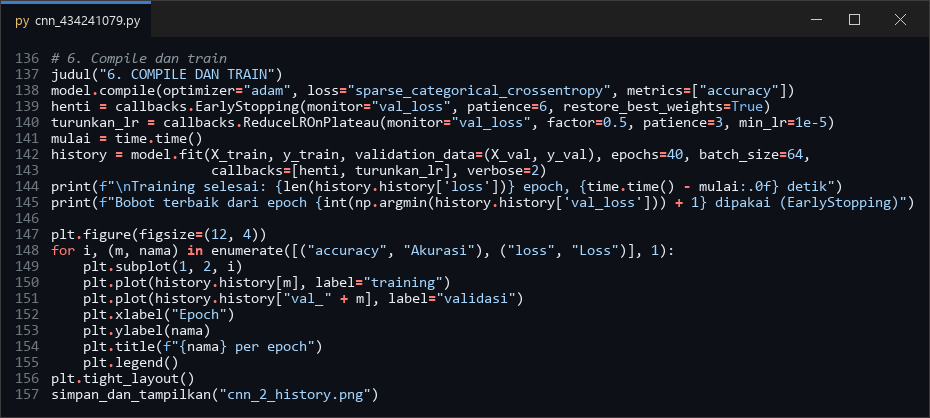 py cnn_434241079.py
136 # 6. Compile dan train
137 judul("6. COMPILE DAN TRAIN")
138 model.compile(optimizer="adam", loss="sparse_categorical_crossentropy", metrics=["accuracy"])
139 henti = callbacks.EarlyStopping(monitor="val_loss", patience=6, restore_best_weights=True)
140 turunkan_lr = callbacks.ReduceLROnPlateau(monitor="val_loss", factor=0.5, patience=3, min_lr=1e-5)
141 mulai = time.time()
142 history = model.fit(X_train, y_train, validation_data=(X_val, y_val), epochs=40, batch_size=64,
143                     callbacks=[henti, turunkan_lr], verbose=2)
144 print(f"\nTraining selesai: {len(history.history['loss'])} epoch, {time.time() - mulai:.0f} detik")
145 print(f"Bobot terbaik dari epoch {int(np.argmin(history.history['val_loss'])) + 1} dipakai (EarlyStopping)")
146
147 plt.figure(figsize=(12, 4))
148 for i, (m, nama) in enumerate([("accuracy", "Akurasi"), ("loss", "Loss")], 1):
149     plt.subplot(1, 2, i)
150     plt.plot(history.history[m], label="training")
151     plt.plot(history.history["val_" + m], label="validasi")
152     plt.xlabel("Epoch")
153     plt.ylabel(nama)
154     plt.title(f"{nama} per epoch")
155     plt.legend()
156 plt.tight_layout()
157 simpan_dan_tampilkan("cnn_2_history.png")